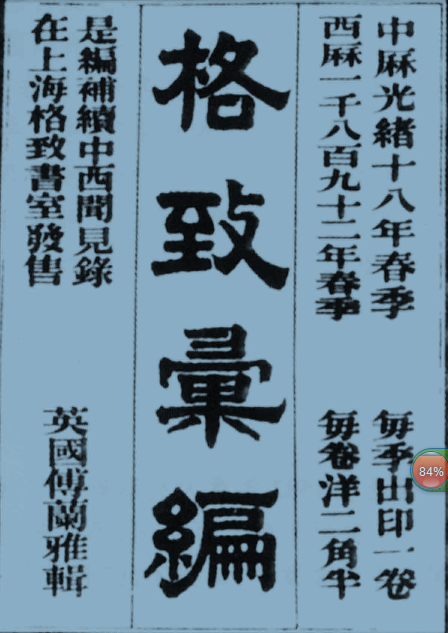 中厤光緒十八年春季
每季出印一卷
西厤一千八百九十二年春季
每卷洋二角半
格致彙編
是編補續中西聞見錄
在上海格致書室發售
英國傅蘭雅輯
84%